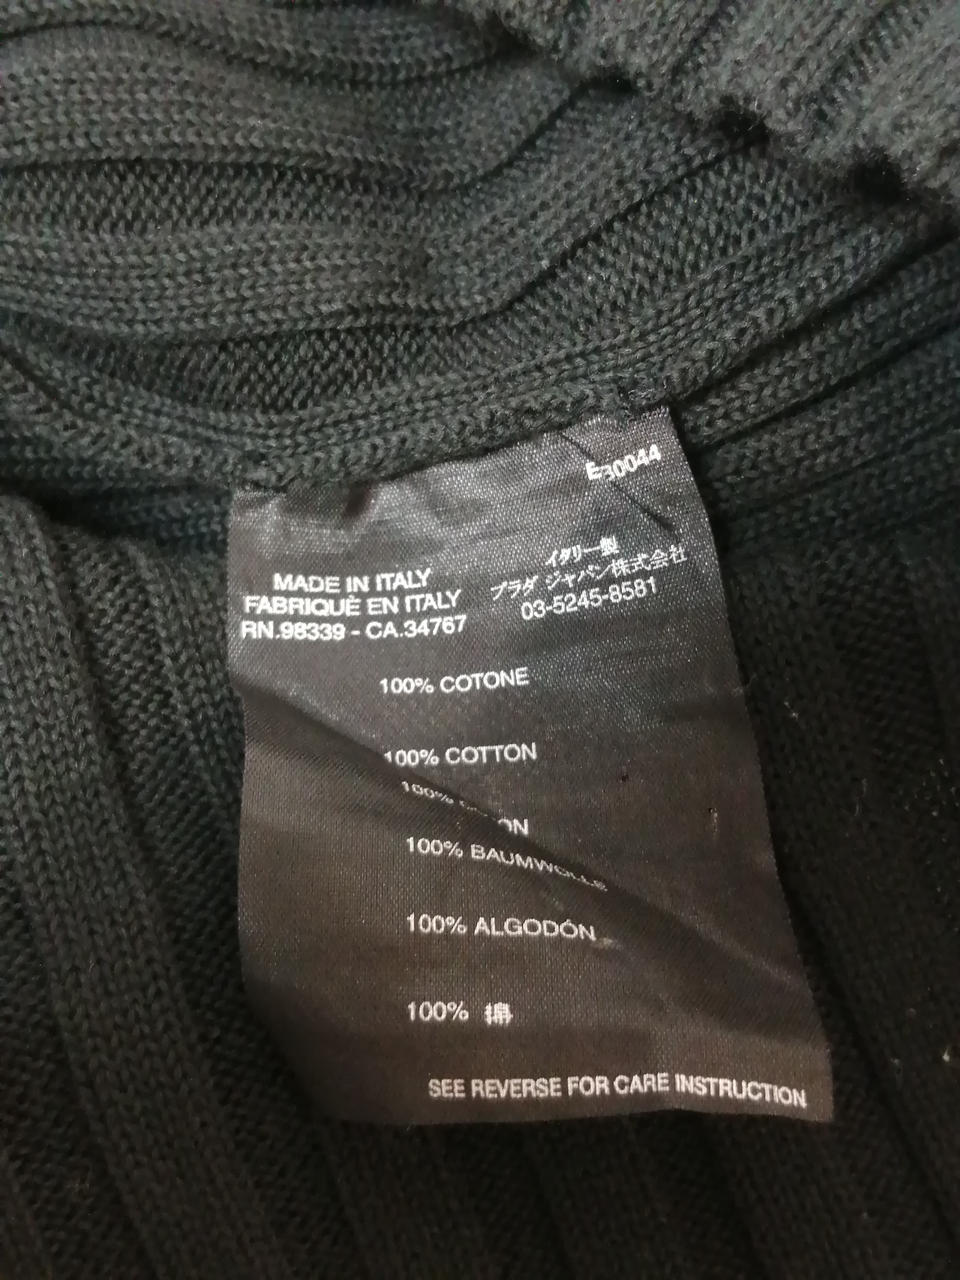 E30044
MADE IN ITALY
FABRIQUÉ EN ITALY
RN.98339 - CA.34767
イタリー製
プラダ ジャパン株式会社
03-5245-8581
100% COTONE
100% COTTON
100%
100% BAUMWOLLE
100% ALGODÓN
100% 綿
SEE REVERSE FOR CARE INSTRUCTION